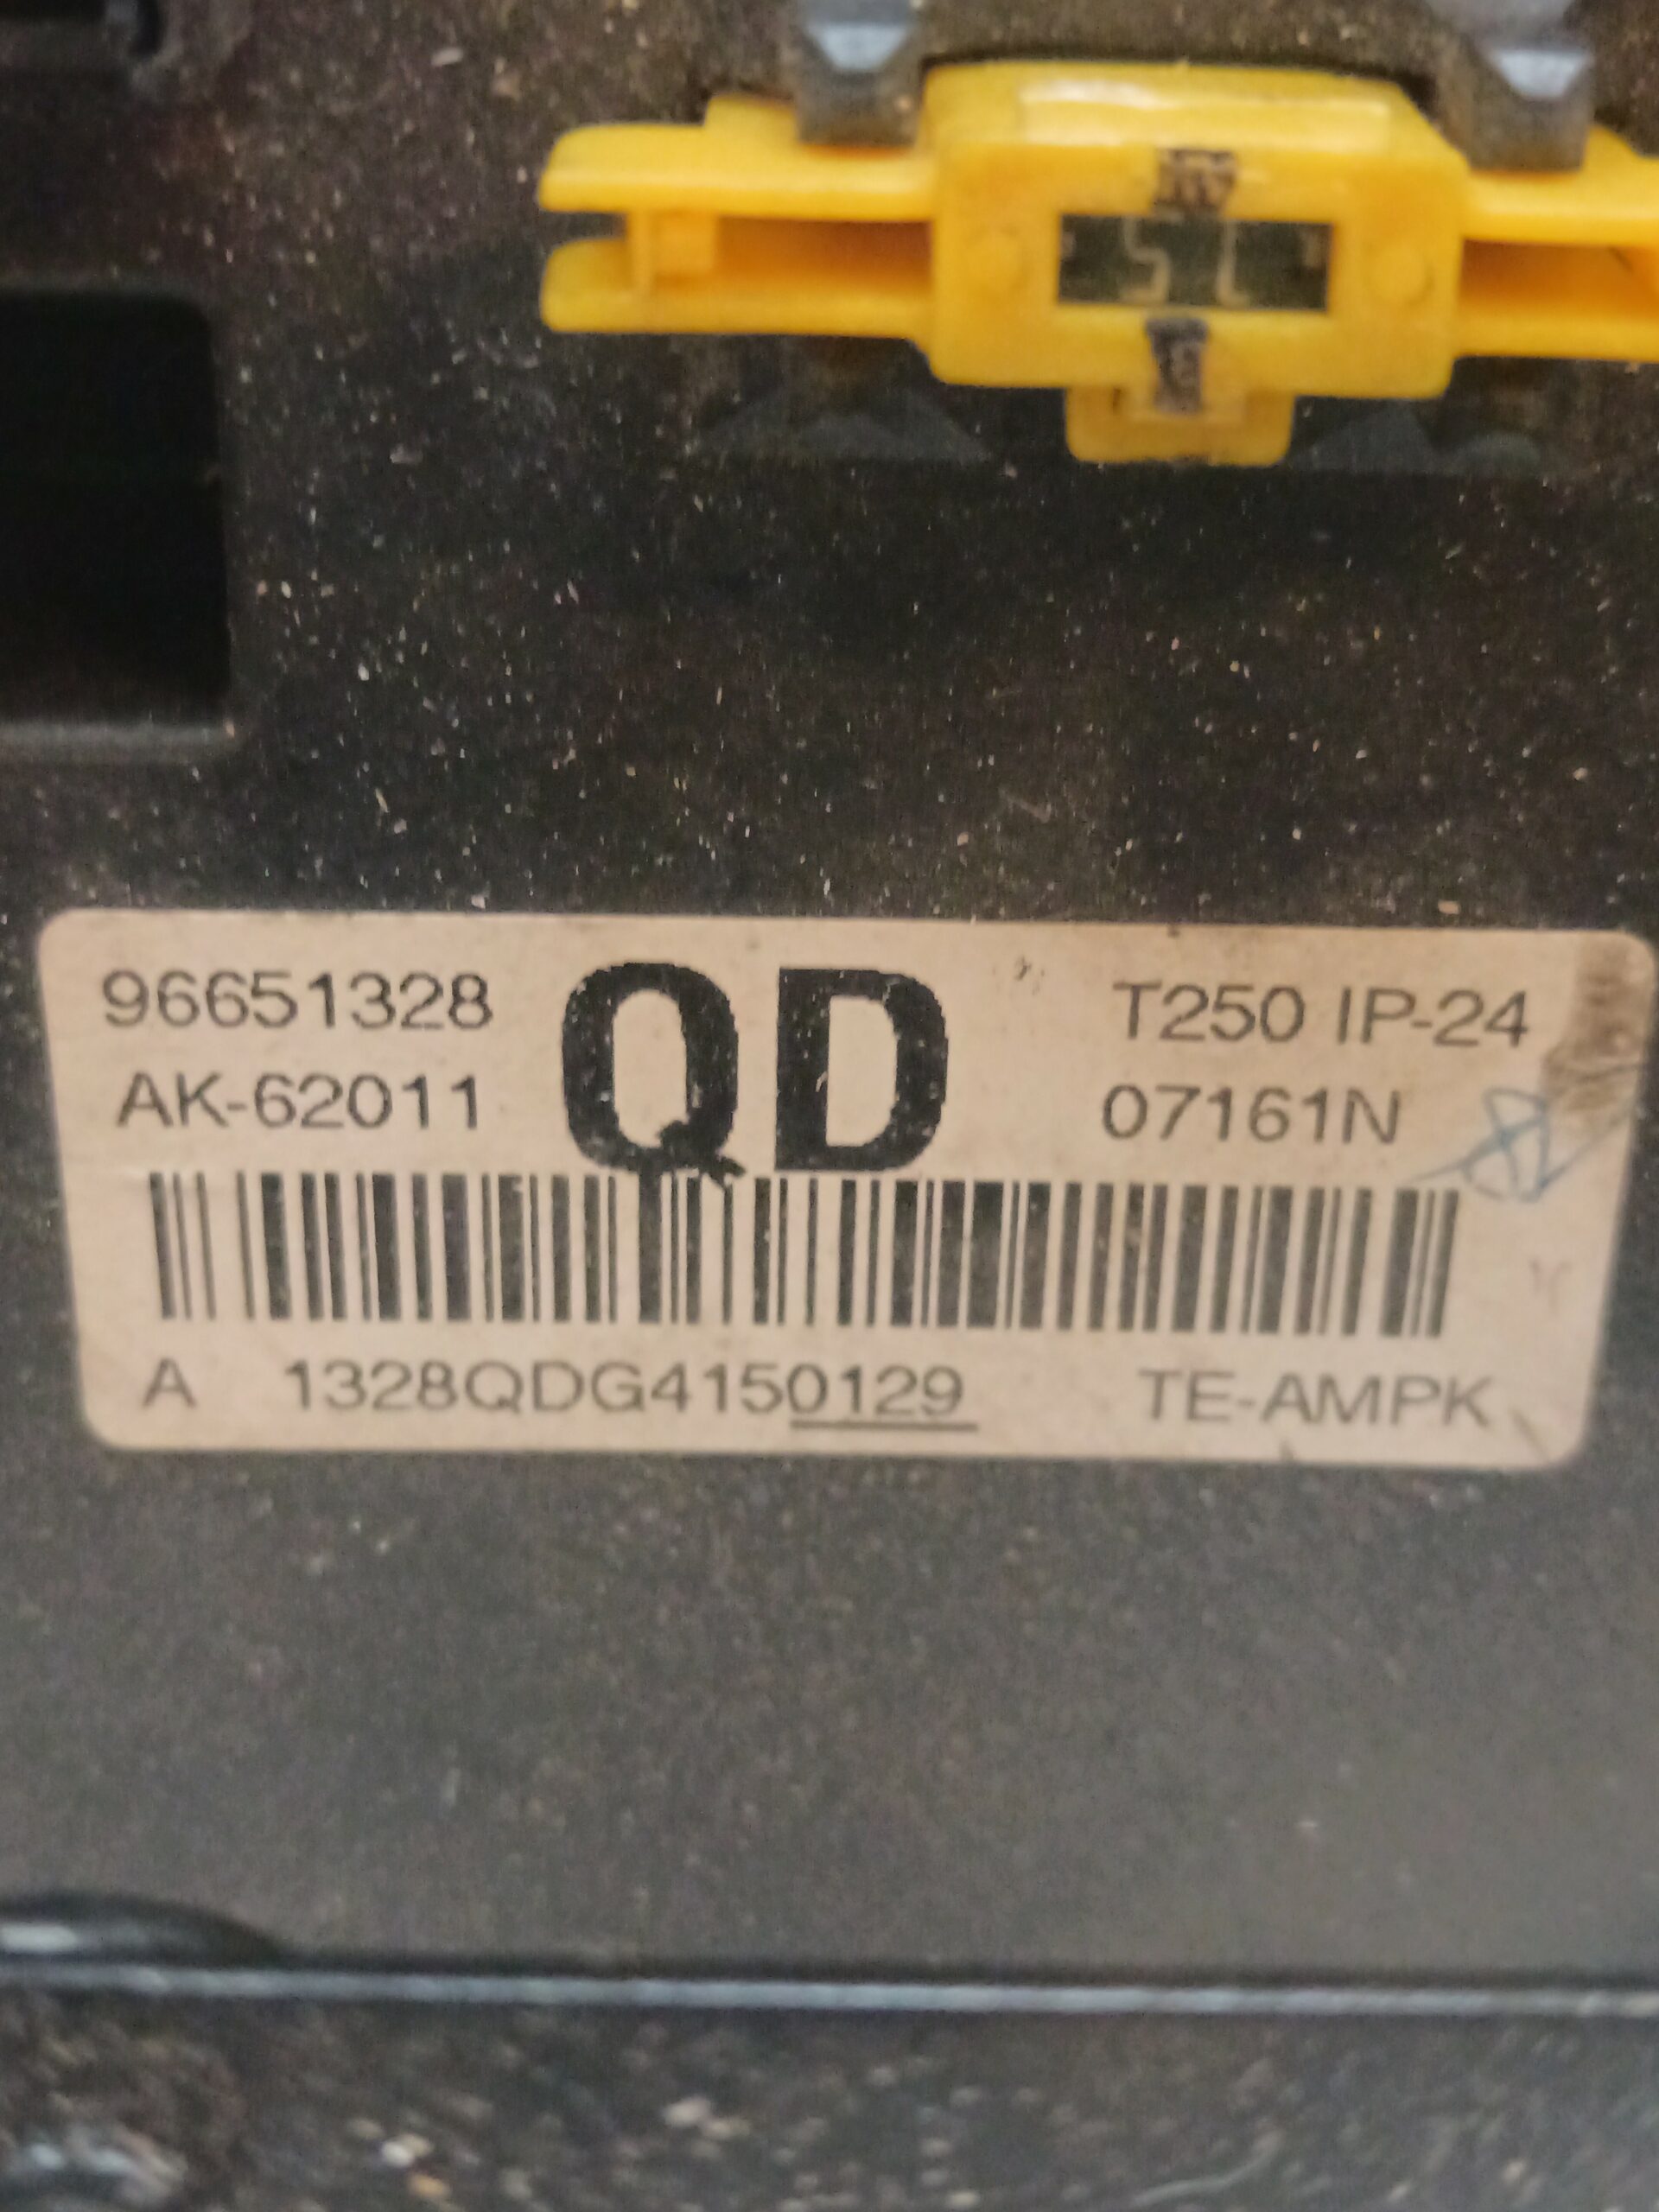 96651328 QD T250 IP-24
AK-62011 07161N
A 1328QDG4150129 TE-AMPK